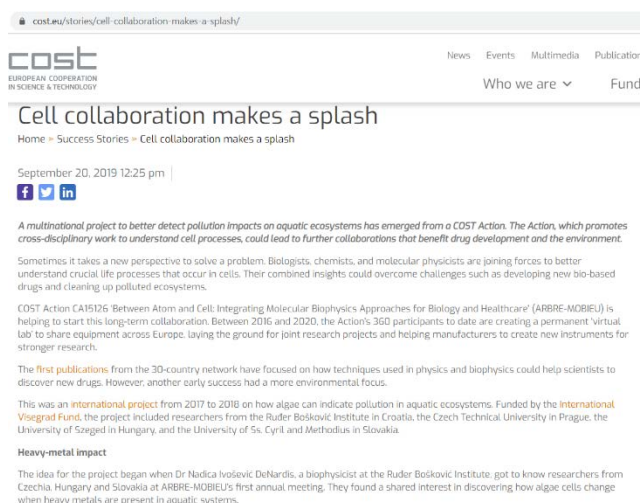 cost.eu/stories/cell-collaboration-makes-a-splash/
cost
EUROPEAN COOPERATION
IN SCIENCE & TECHNOLOGY
News Events Multimedia Publication
Who we are Fund
Cell collaboration makes a splash
Home > Success Stories > Cell collaboration makes a splash
September 20, 2019 12:25 pm
A multinational project to better detect pollution impacts on aquatic ecosystems has emerged from a COST Action. The Action, which promotes
cross-disciplinary work to understand cell processes, could lead to further collaborations that benefit drug development and the environment.
Sometimes it takes a new perspective to solve a problem. Biologists, chemists, and molecular physicists are joining forces to better
understand crucial life processes that occur in cells. Their combined insights could overcome challenges such as developing new bio-based
drugs and cleaning up polluted ecosystems.
COST Action CA15126 'Between Atom and Cell: Integrating Molecular Biophysics Approaches for Biology and Healthcare' (ARBRE-MOBIEU) is
helping to start this long-term collaboration. Between 2016 and 2020, the Action's 360 participants to date are creating a permanent 'virtual
lab' to share equipment across Europe, laying the ground for joint research projects and helping manufacturers to create new instruments for
stronger research.
The first publications from the 30-country network have focused on how techniques used in physics and biophysics could help scientists to
discover new drugs. However, another early success had a more environmental focus.
This was an international project from 2017 to 2018 on how algae can indicate pollution in aquatic ecosystems. Funded by the International
Visegrad Fund, the project included researchers from the Ruđer Bošković Institute in Croatia, the Czech Technical University in Prague, the
University of Szeged in Hungary, and the University of Ss. Cyril and Methodius in Slovakia.
Heavy-metal impact
The idea for the project began when Dr Nadica Ivošević DeNardis, a biophysicist at the Ruđer Bošković Institute, got to know researchers from
Czechia, Hungary and Slovakia at ARBRE-MOBIEU's first annual meeting. They found a shared interest in discovering how algae cells change
when heavy metals are present in aquatic systems.